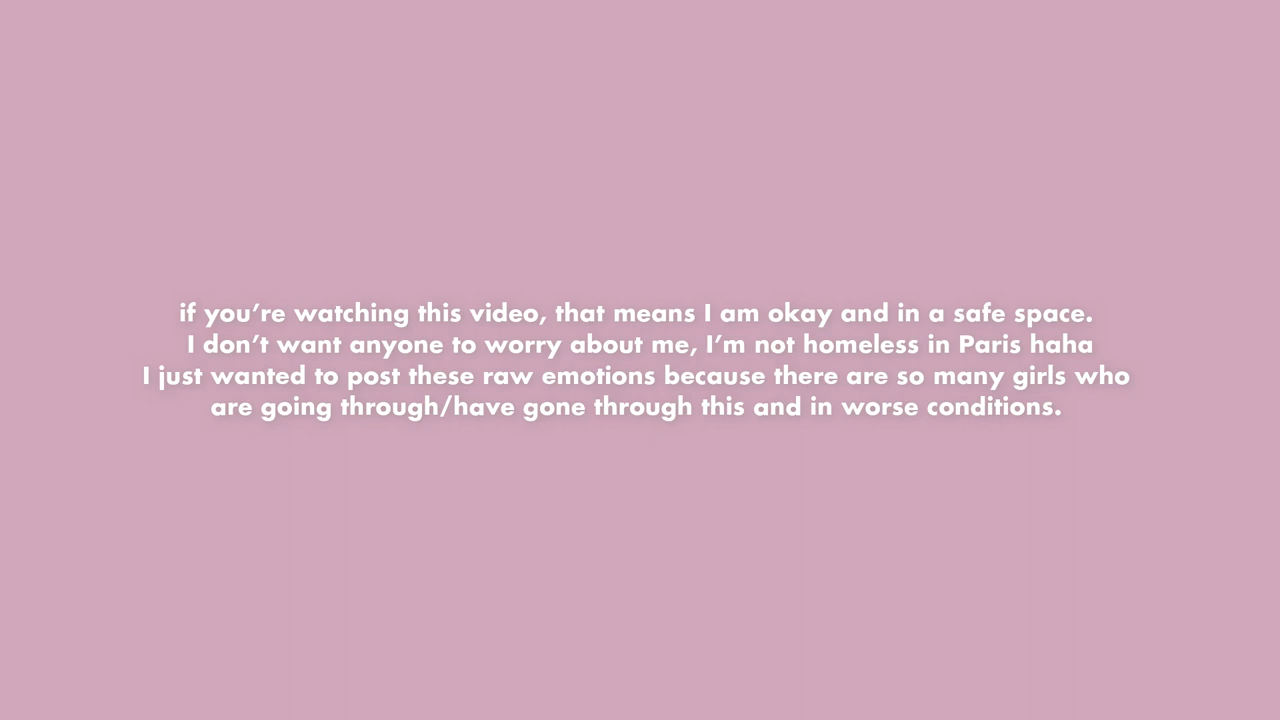 if you’re watching this video, that means I am okay and in a safe space.
I don’t want anyone to worry about me, I’m not homeless in Paris haha
I just wanted to post these raw emotions because there are so many girls who
are going through/have gone through this and in worse conditions.